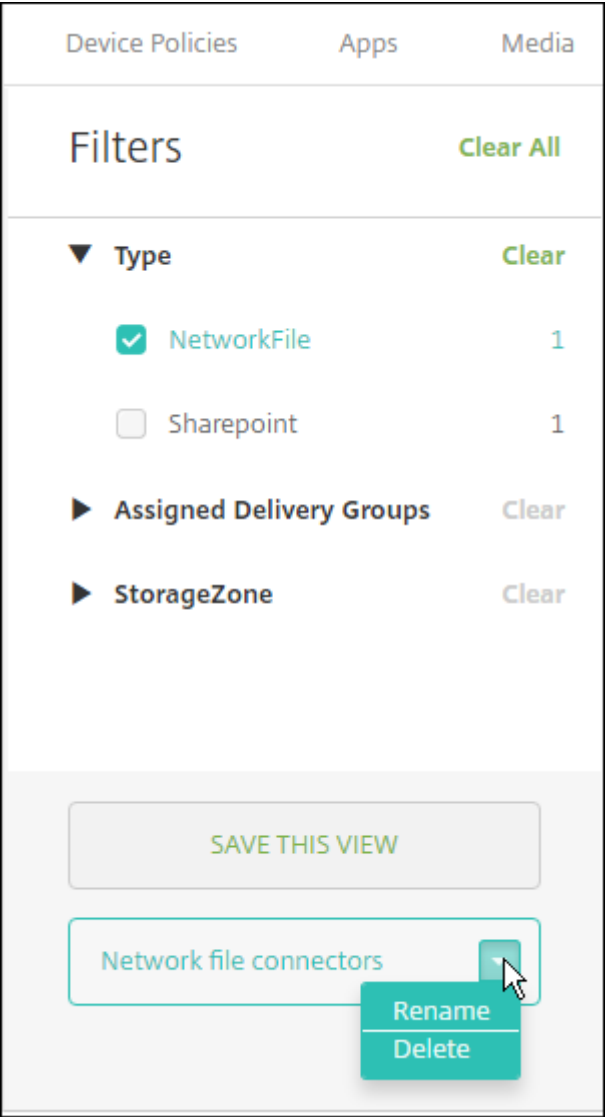 Device Policies Apps Media
Filters Clear All
Type Clear
NetworkFile 1
Sharepoint 1
Assigned Delivery Groups Clear
StorageZone Clear
SAVE THIS VIEW
Network file connectors
Rename
Delete